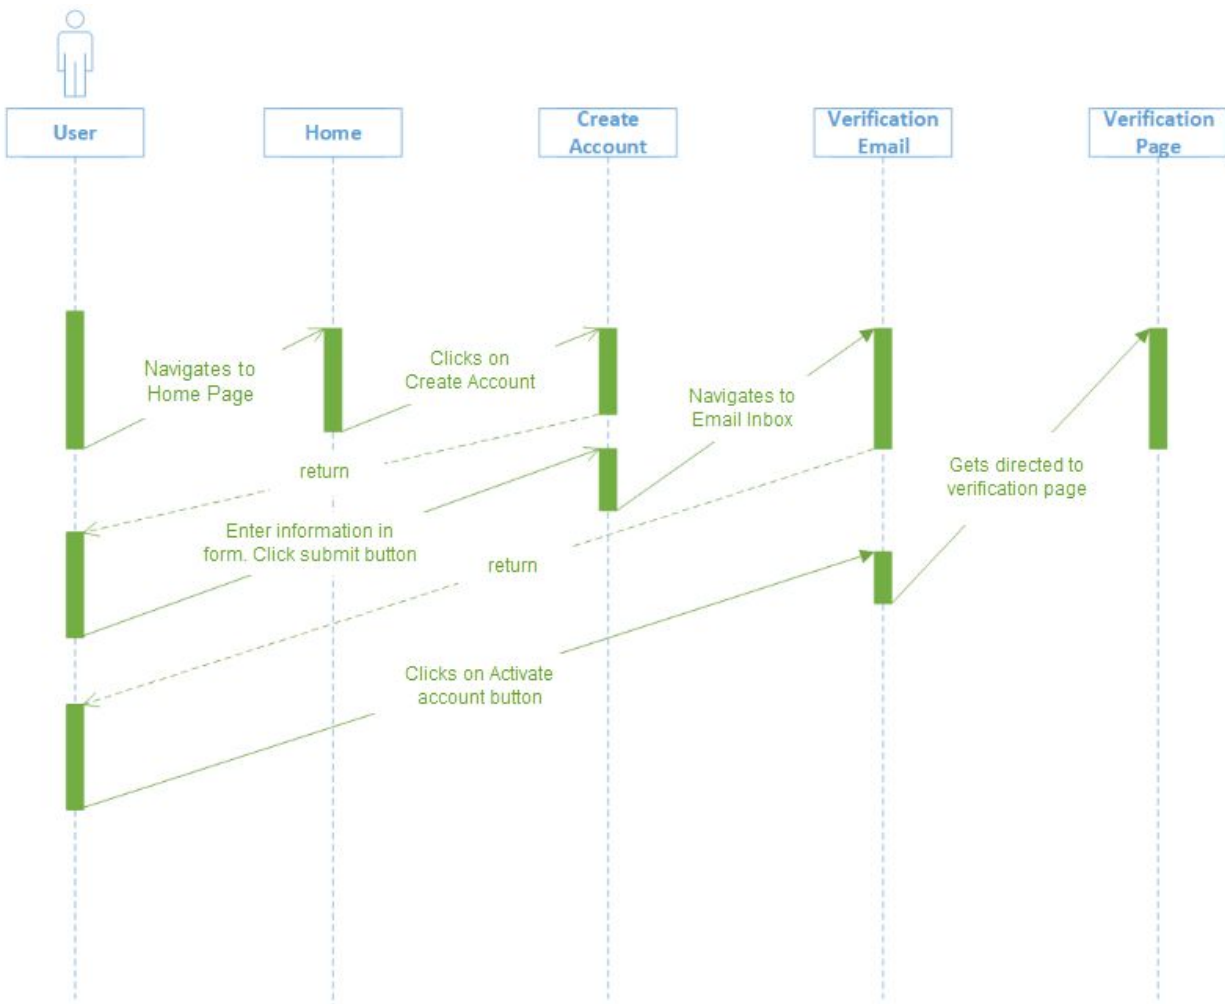 User
Home
Create
Account
Verification
Email
Verification
Page
Navigates to
Home Page
Clicks on
Create Account
Navigates to
Email Inbox
return
Gets directed to
verification page
Enter information in
form. Click submit button
return
Clicks on Activate
account button